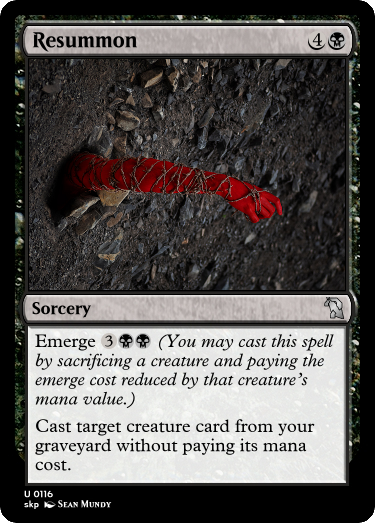 Resummon 4
Sorcery
Emerge 3 (You may cast this spell
by sacrificing a creature and paying the
emerge cost reduced by that creature's
mana value.)
Cast target creature card from your
graveyard without paying its mana
cost.
U 0116
skp Sean Mundy